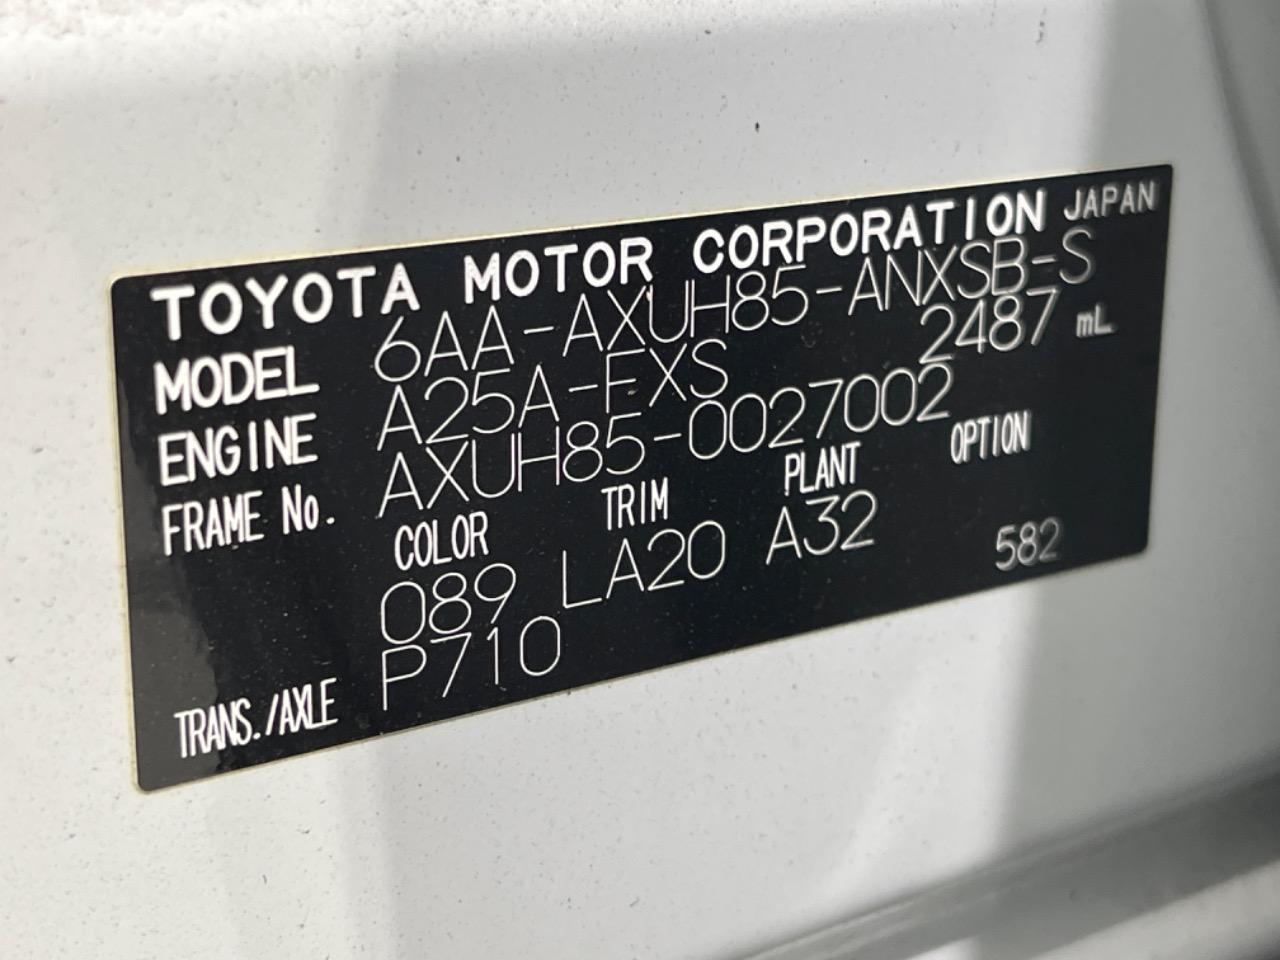 TOYOTA MOTOR CORPORATION JAPAN
MODEL 6AA-AXUH85-ANXSB-S
ENGINE A25A-FXS 2487 mL
FRAME No. AXUH85-0027002
COLOR TRIM PLANT OPTION
089 LA20 A32 582
TRANS./AXLE P710